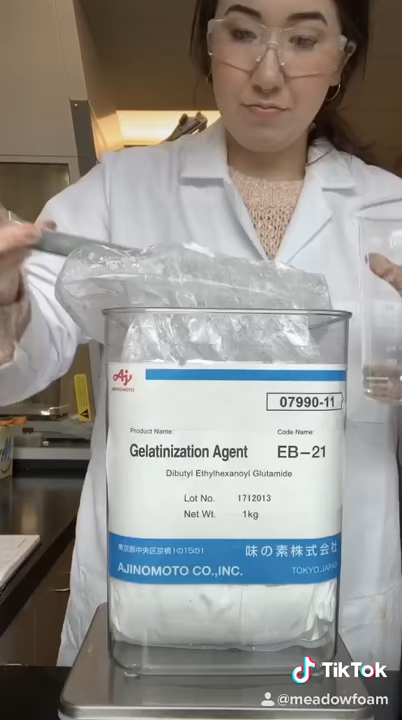 Aj
AJINOMOTO
07990-11
Product Name:
Code Name:
Gelatinization Agent EB-21
Dibutyl Ethylhexanoyl Glutamide
Lot No. 1712013
Net Wt. 1kg
東京都中央区京橋1の15の1 味の素株式会社
AJINOMOTO CO.,INC. TOKYO.JAPAN
TikTok
@meadowfoam